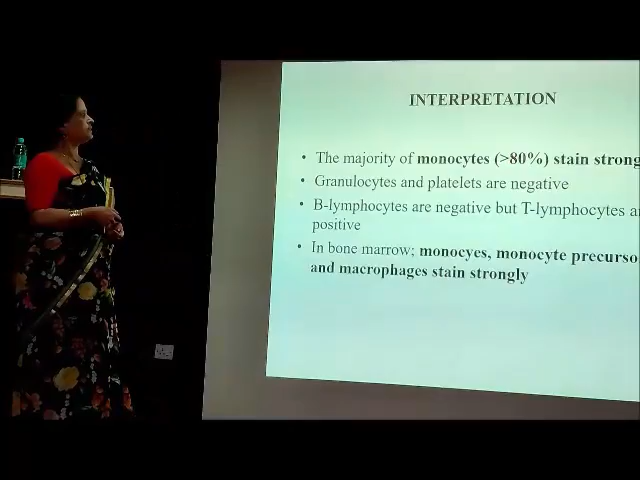 INTERPRETATION
• The majority of monocytes (>80%) stain strong
• Granulocytes and platelets are negative
• B-lymphocytes are negative but T-lymphocytes a
positive
• In bone marrow; monocyes, monocyte precurso
and macrophages stain strongly